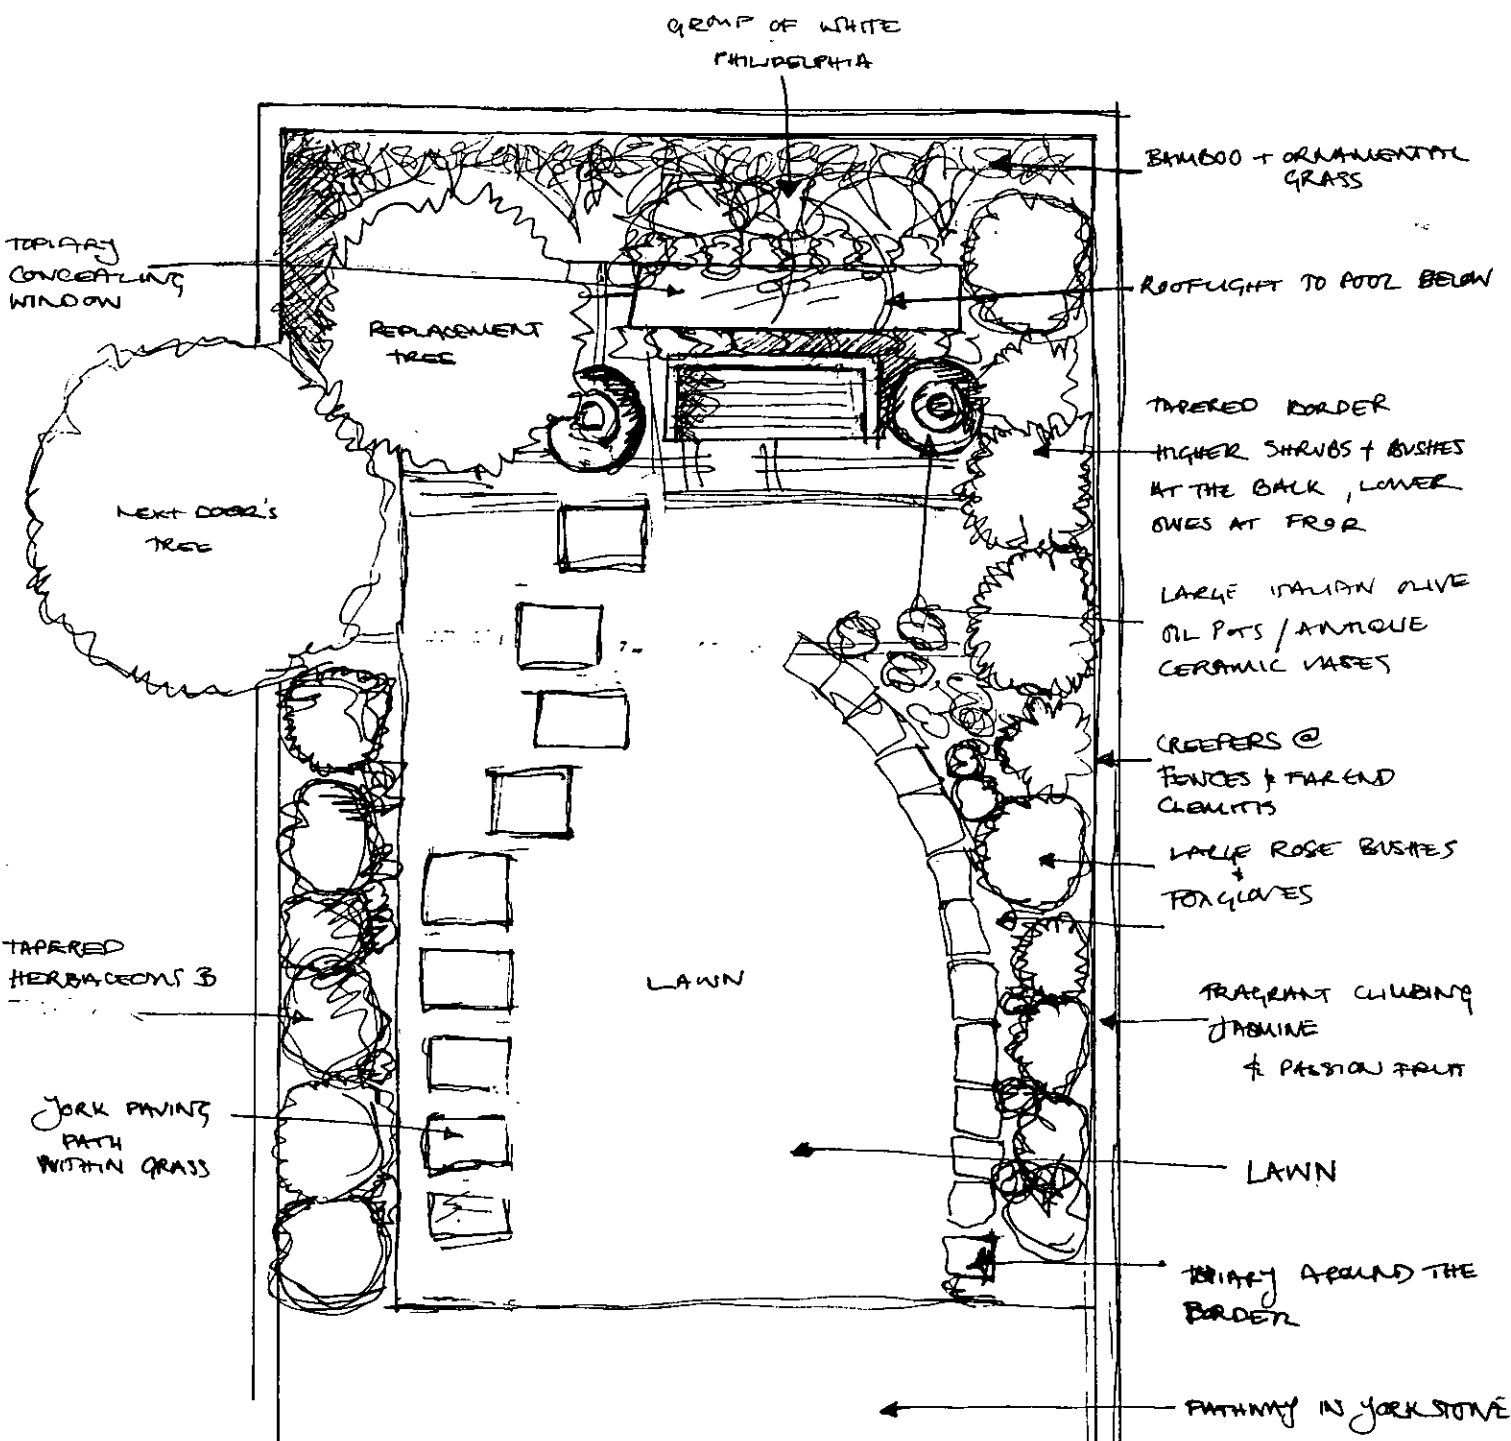 GROUP OF WHITE
PHILDELPHIA
BAMBOO + ORNAMENTAL
GRASS
TOPIARY
CONCEALING
WINDOW
ROOFLIGHT TO POOL BELOW
REPLACEMENT
TREE
TAPERED BORDER
HIGHER SHRUBS + BUSHES
AT THE BACK, LOWER
ONES AT
NEXT DOOR'S
TREE
LARGE ITALIAN OLIVE
OIL POTS / ANTIQUE
CERAMIC VASES
CREEPERS @
FENCES & FAR END
CLEMITIS
LARGE ROSE BUSHES
&
FOXGLOVES
TAPERED
HERBACEOUS B
LAWN
FRAGRANT CLIMBING
JASMINE
& PASSION FRUIT
YORK PAVING
PATH
WITHIN GRASS
LAWN
TOPIARY AROUND THE
BORDER
PATHWAY IN YORK STONE